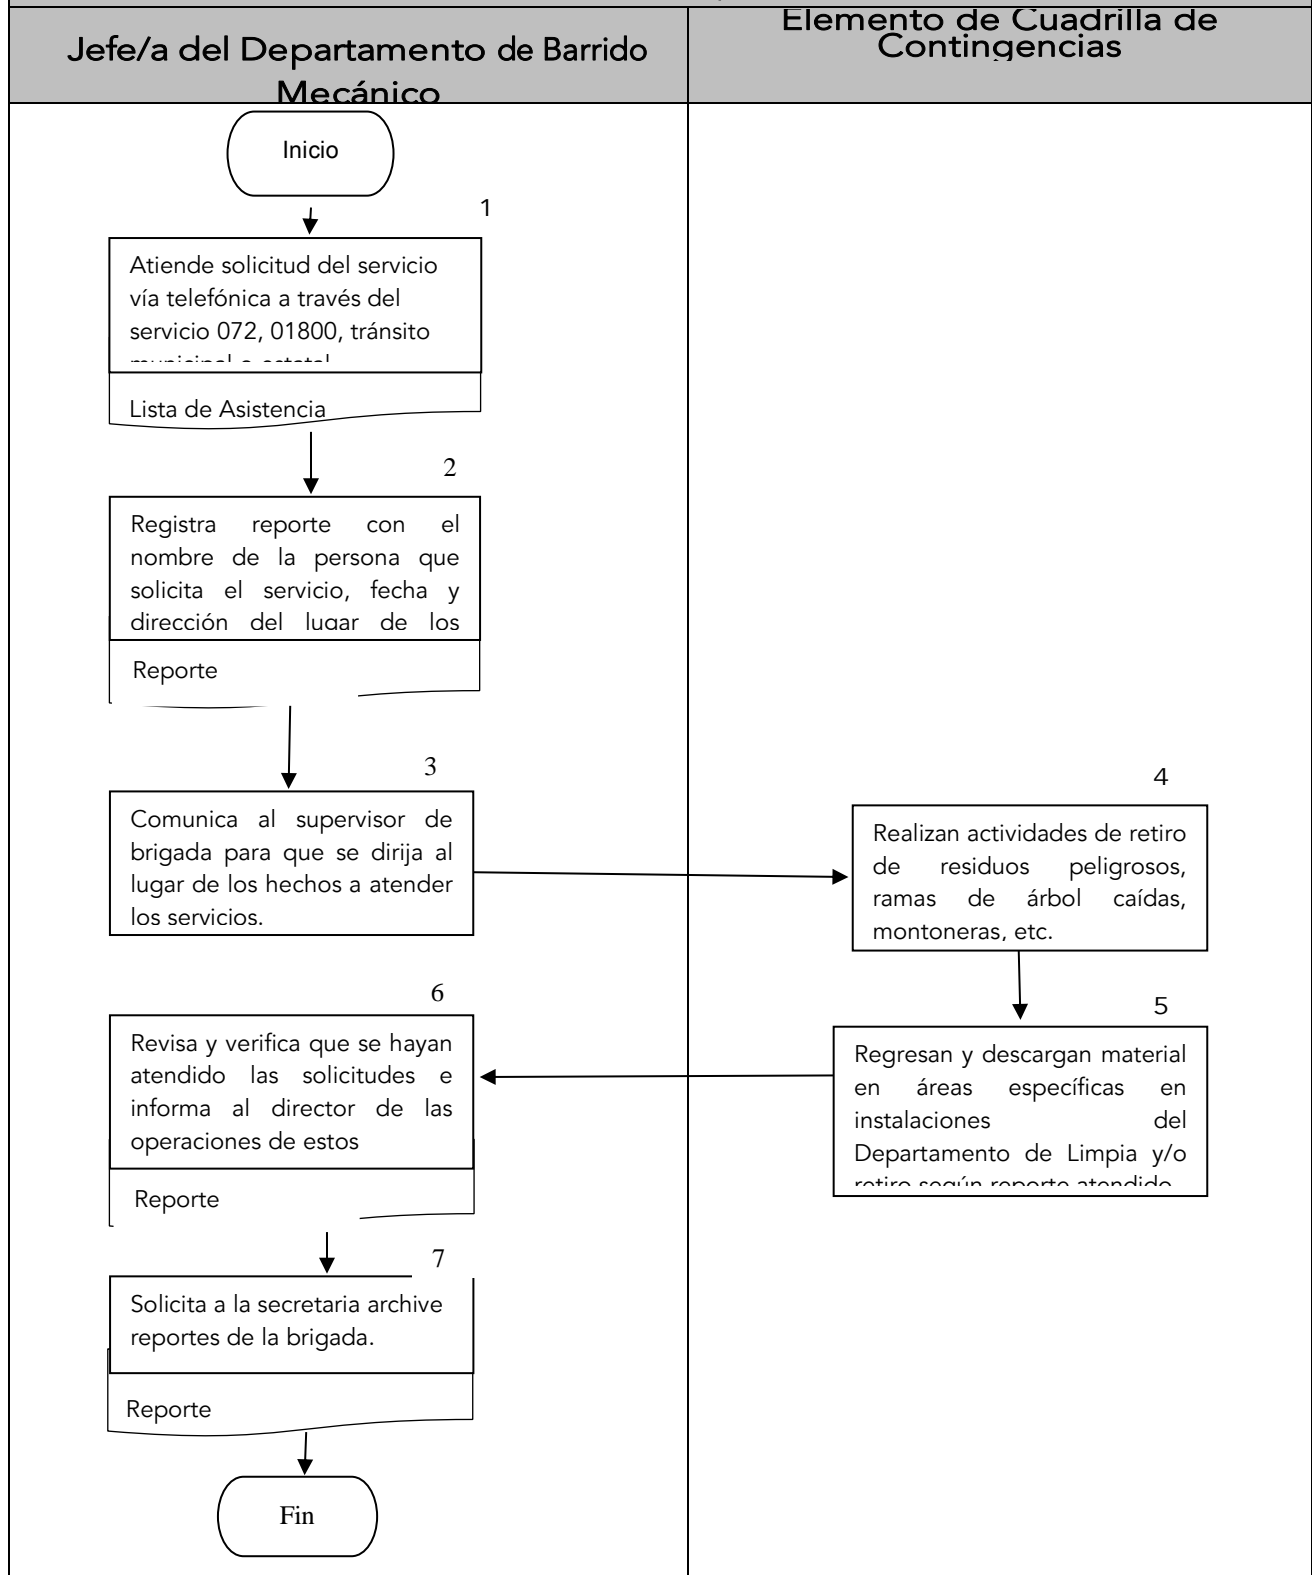 Jefe/a del Departamento de Barrido
Mecánico
Elemento de Cuadrilla de
Contingencias
Inicio
1
Atiende solicitud del servicio
vía telefónica a través del
servicio 072, 01800, tránsito
municipal o estatal
Lista de Asistencia
2
Registra reporte con el
nombre de la persona que
solicita el servicio, fecha y
dirección del lugar de los
Reporte
3
Comunica al supervisor de
brigada para que se dirija al
lugar de los hechos a atender
los servicios.
4
Realizan actividades de retiro
de residuos peligrosos,
ramas de árbol caídas,
montoneras, etc.
5
Regresan y descargan material
en áreas específicas en
instalaciones del
Departamento de Limpia y/o
retiro según reporte atendido
6
Revisa y verifica que se hayan
atendido las solicitudes e
informa al director de las
operaciones de estos
Reporte
7
Solicita a la secretaria archive
reportes de la brigada.
Reporte
Fin